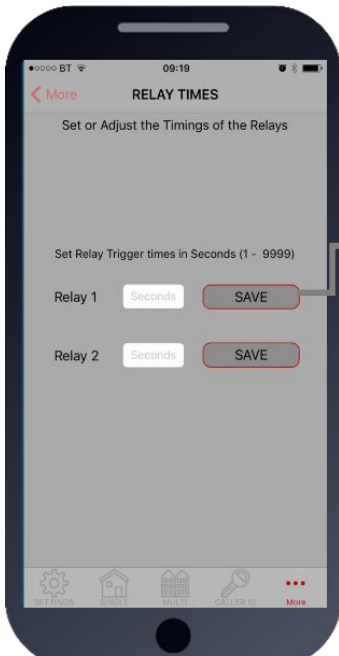 BT 09:19
More RELAY TIMES
Set or Adjust the Timings of the Relays
Set Relay Trigger times in Seconds (1 - 9999)
Relay 1 Seconds SAVE
Relay 2 Seconds SAVE
SETTINGS SINGLE MULTI CALLER ID More